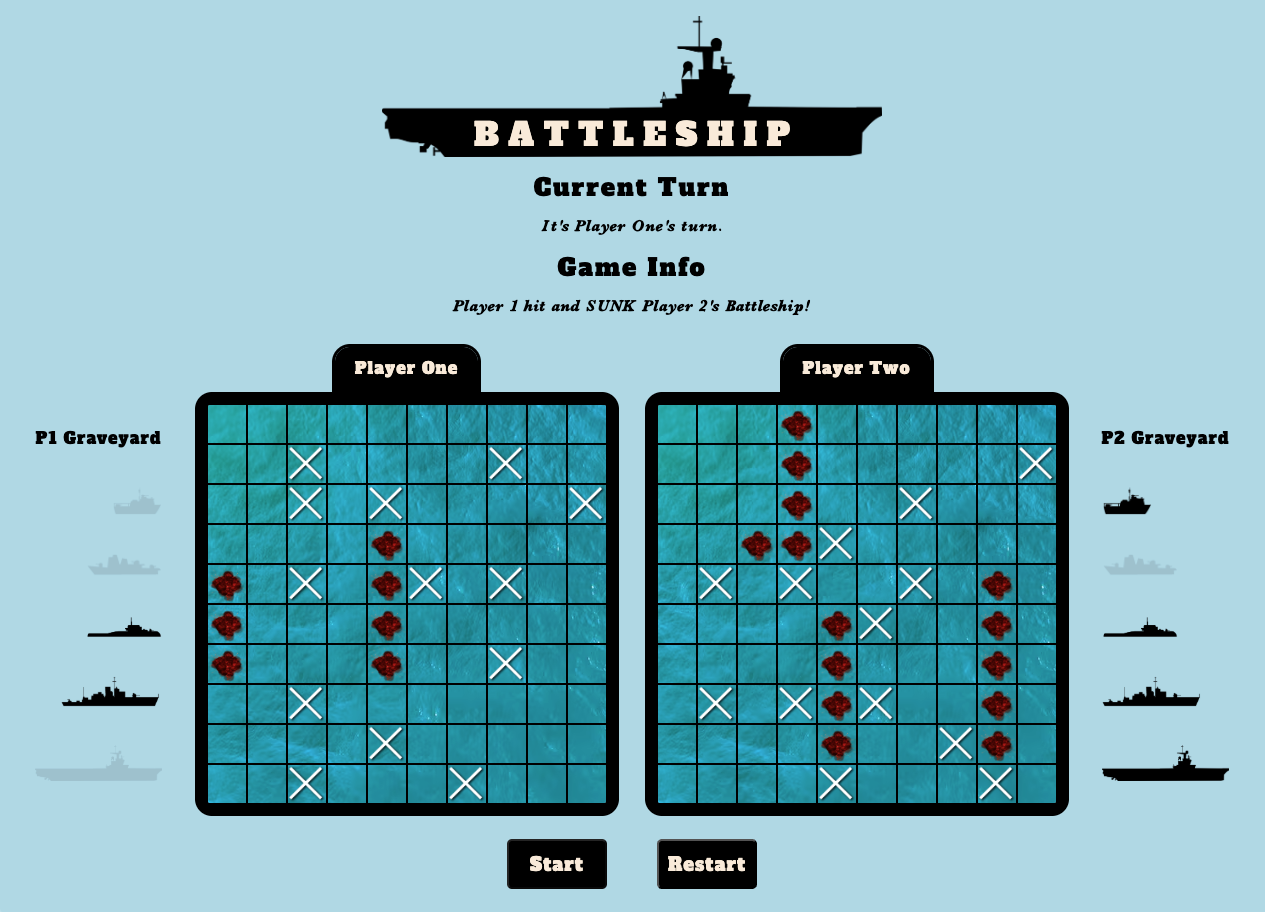 BATTLESHIP
Current Turn
It's Player One's turn.
Game Info
Player 1 hit and SUNK Player 2's Battleship!
Player One
Player Two
P1 Graveyard
P2 Graveyard
Start
Restart